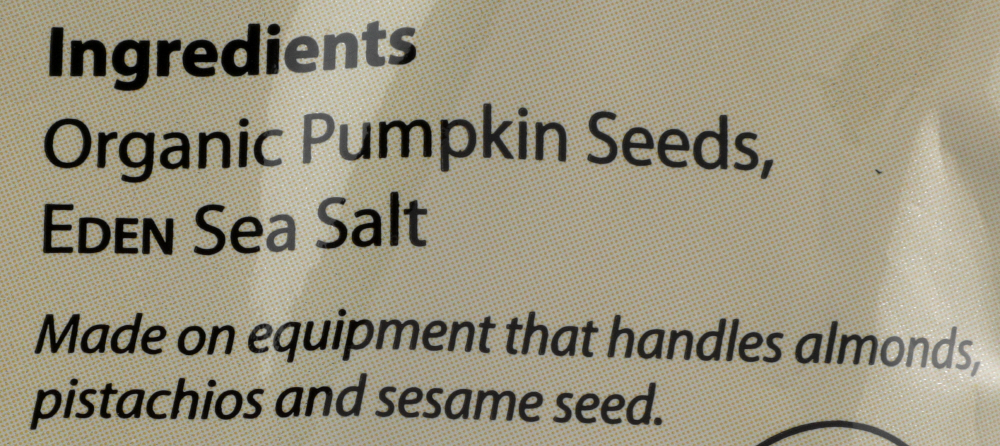 Ingredients
Organic Pumpkin Seeds,
EDEN Sea Salt
Made on equipment that handles almonds,
pistachios and sesame seed.